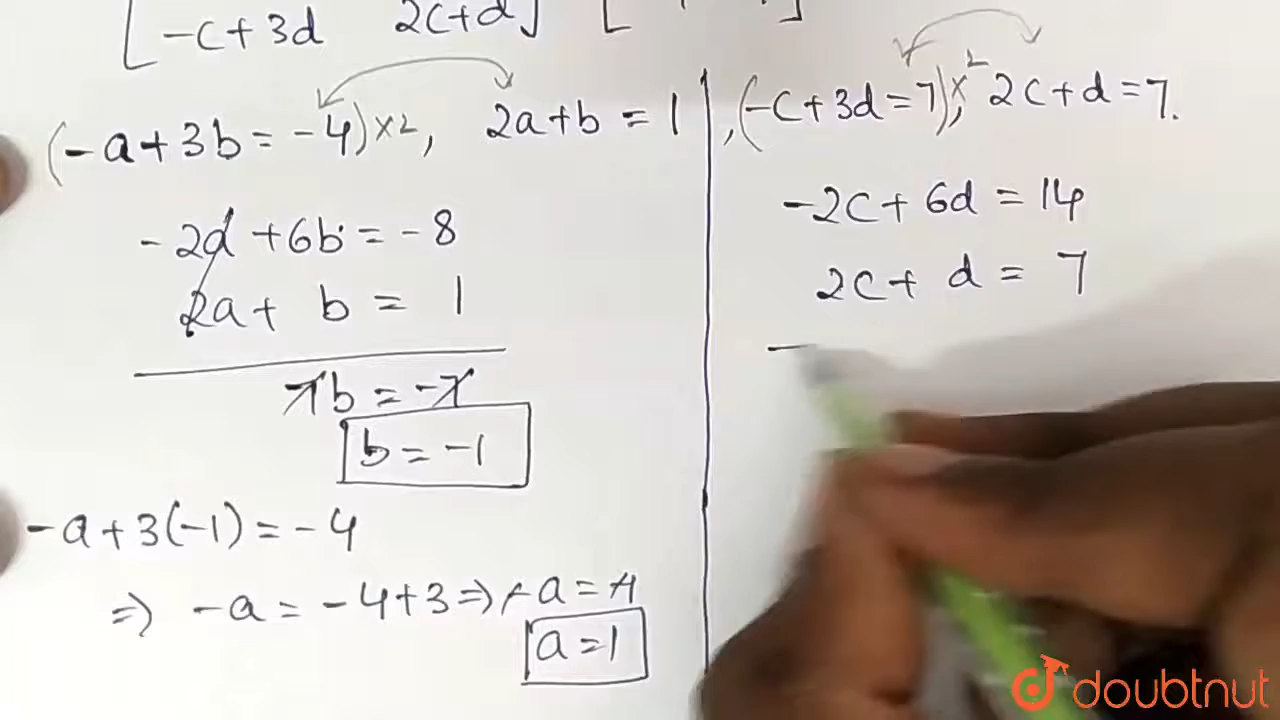 [-c+3d 2c+d] [
(-a+3b=-4)×2, 2a+b=1
-2a+6b=-8
2a+b=1
7b=-7
b=-1
-a+3(-1)=-4
⇒ -a=-4+3⇒-a=-1
a=1
,(-c+3d=7)×2, 2c+d=7.
-2c+6d=14
2c+d=7
doubtnut